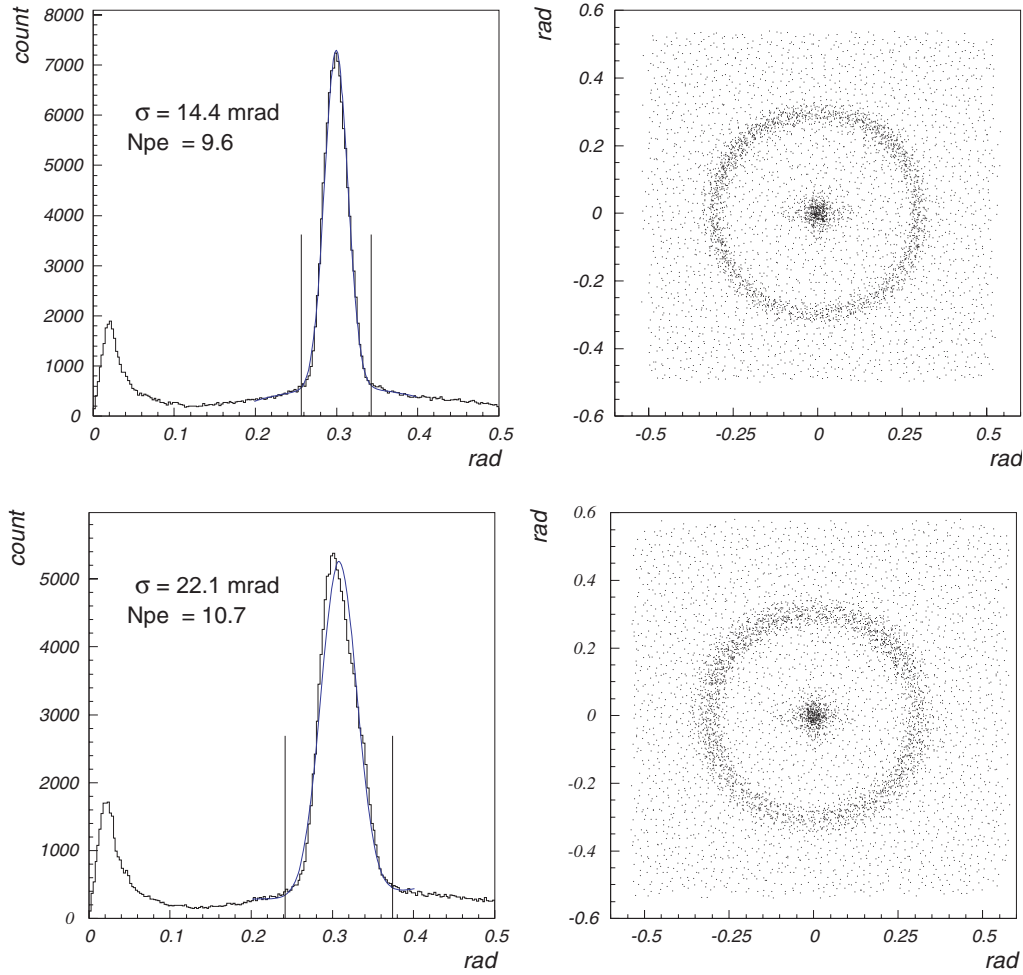 count
8000
7000
6000
5000
4000
3000
2000
1000
0
σ = 14.4 mrad
Npe = 9.6
0 0.1 0.2 0.3 0.4 0.5
rad
rad
0.6
0.4
0.2
0
-0.2
-0.4
-0.6
-0.5 -0.25 0 0.25 0.5
rad
count
5000
4000
3000
2000
1000
0
σ = 22.1 mrad
Npe = 10.7
0 0.1 0.2 0.3 0.4 0.5
rad
rad
0.6
0.4
0.2
0
-0.2
-0.4
-0.6
-0.5 -0.25 0 0.25 0.5
rad